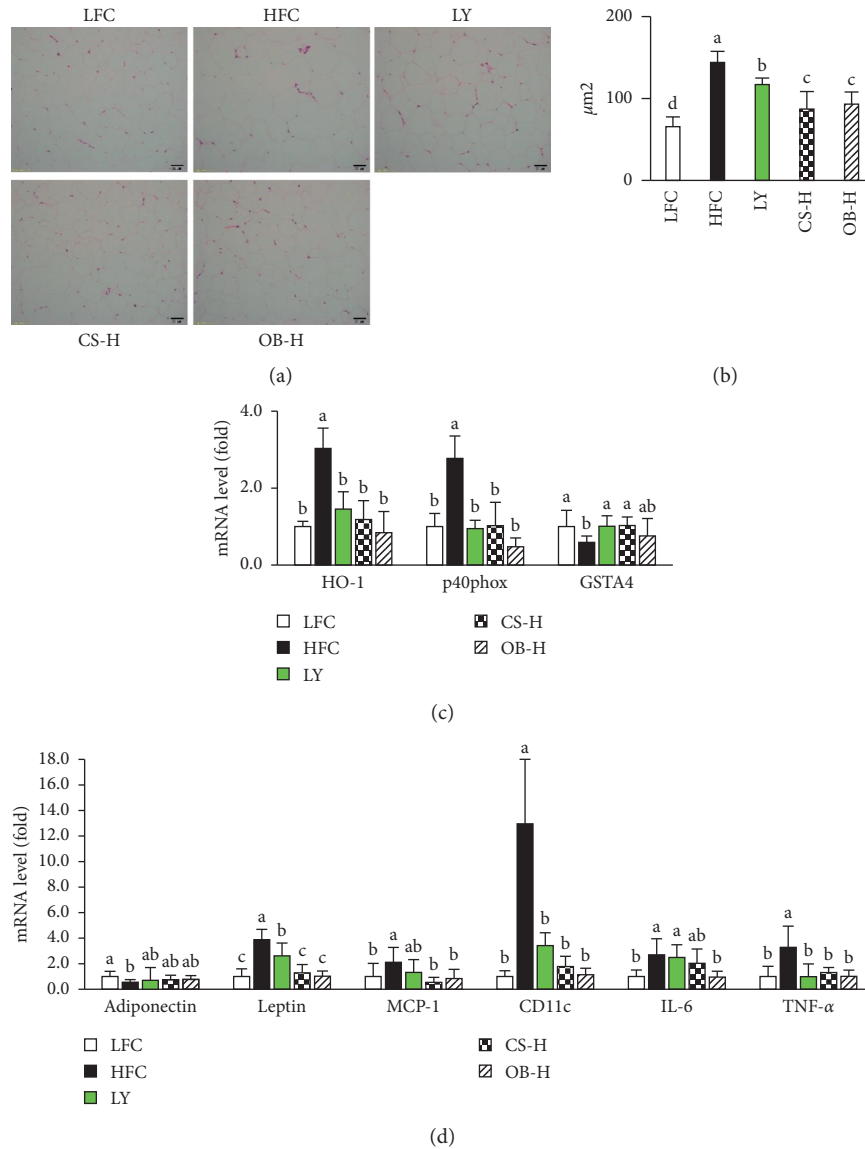 LFC HFC LY
CS-H OB-H
(a)
μm2
200
100
0
d a b c c
LFC HFC LY CS-H OB-H
(b)
mRNA level (fold)
4.0
2.0
0.0
b a b b b b a b b b a b a a ab
HO-1 p40phox GSTA4
LFC CS-H
HFC OB-H
LY
(c)
mRNA level (fold)
18.0
16.0
14.0
12.0
10.0
8.0
6.0
4.0
2.0
0.0
a b ab ab ab c a b c c b a ab b b b a b b b b a a ab b b a b b b
Adiponectin Leptin MCP-1 CD11c IL-6 TNF-α
LFC CS-H
HFC OB-H
LY
(d)